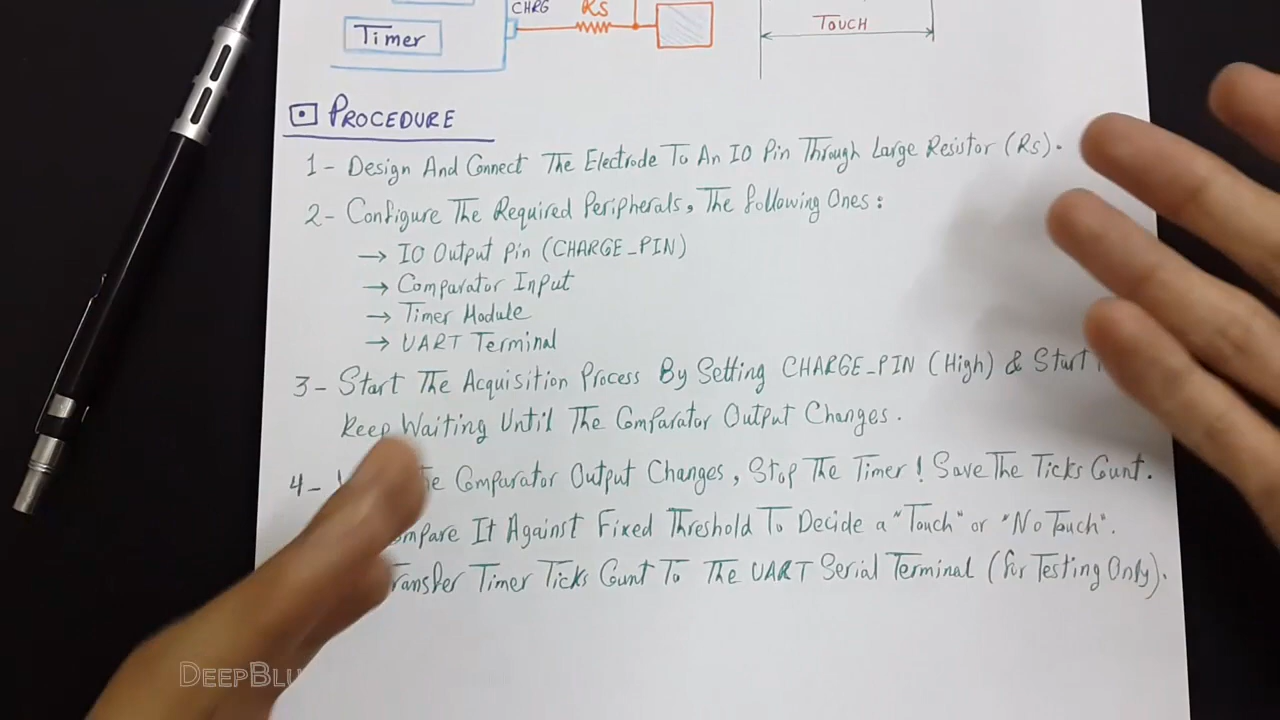 CHRG Rs
Timer
TOUCH
PROCEDURE
1- Design And Connect The Electrode To An IO Pin Through Large Resistor (Rs).
2- Configure The Required Peripherals, The following Ones:
→ IO Output Pin (CHARGE_PIN)
→ Comparator Input
→ Timer Module
→ UART Terminal
3- Start The Acquisition Process By Setting CHARGE_PIN (High) & Start
Keep Waiting Until The Comparator Output Changes.
4- Comparator Output Changes, Stop The Timer! Save The Ticks Count.
It Against Fixed Threshold To Decide a "Touch" or "No Touch".
Timer Ticks Count To The UART Serial Terminal (for Testing Only).
DEEPBLU